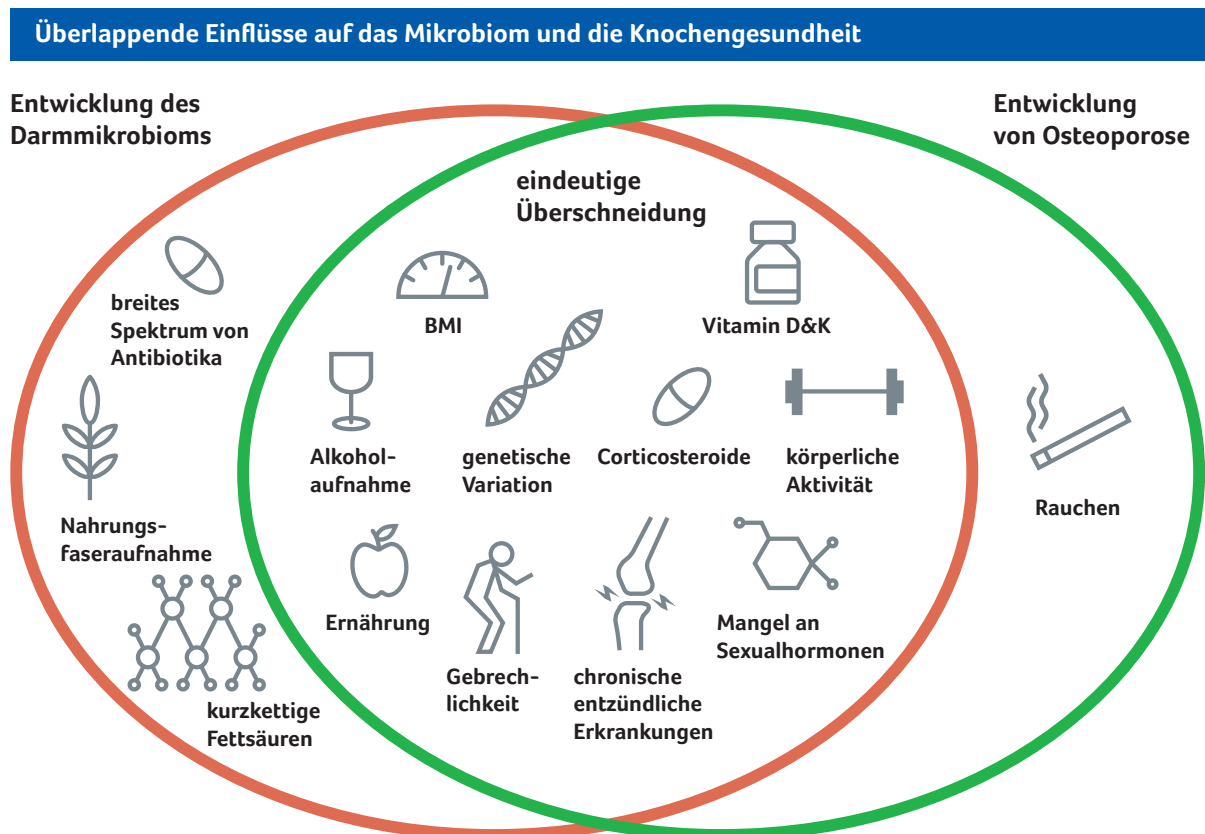 Überlappende Einflüsse auf das Mikrobiom und die Knochengesundheit
Entwicklung des
Darmmikrobioms
Entwicklung
von Osteoporose
eindeutige
Überschneidung
breites
Spektrum von
Antibiotika
BMI
Vitamin D&K
Nahrungs-
faseraufnahme
Alkohol-
aufnahme
genetische
Variation
Corticosteroide
körperliche
Aktivität
Rauchen
kurzkettige
Fettsäuren
Ernährung
Gebrech-
lichkeit
chronische
entzündliche
Erkrankungen
Mangel an
Sexualhormonen